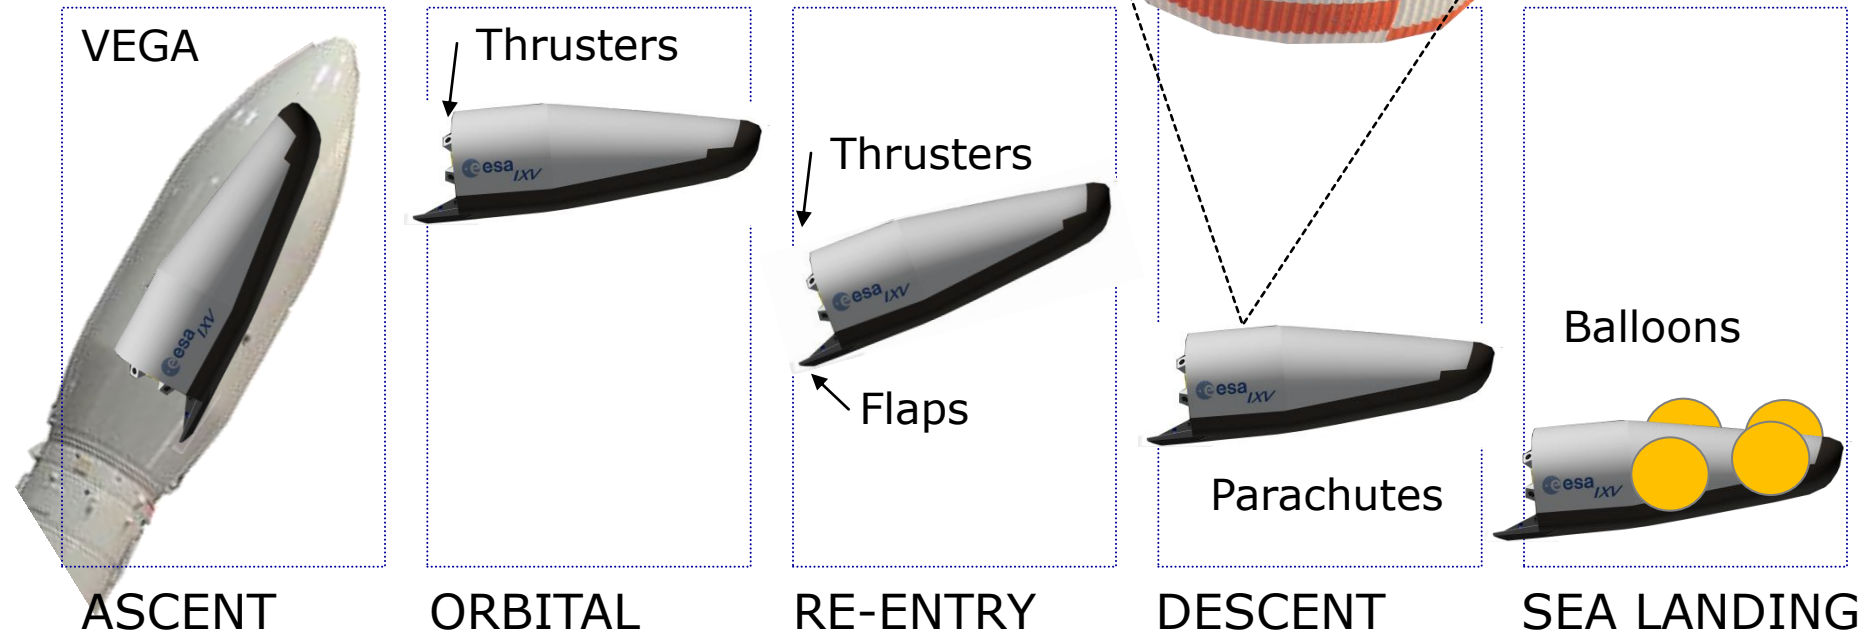 VEGA
esa IXV
ASCENT
Thrusters
esa IXV
ORBITAL
Thrusters
esa IXV
Flaps
RE-ENTRY
esa IXV
Parachutes
DESCENT
Balloons
esa IXV
SEA LANDING